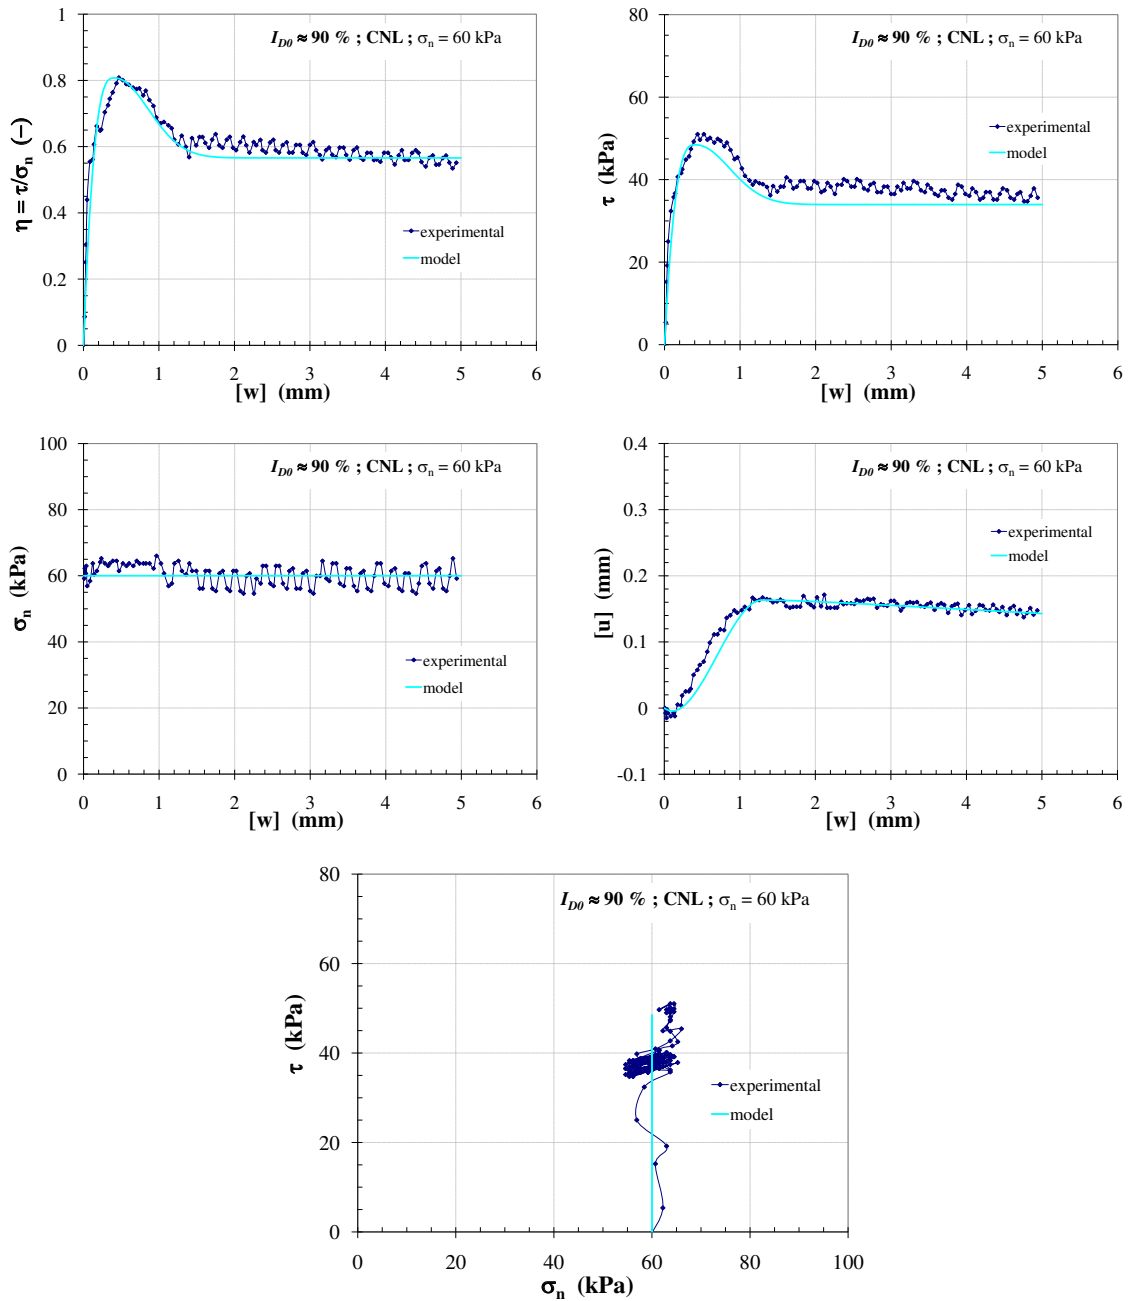 1
0.8
0.6
0.4
0.2
0
η = τ/σn (–)
I_D0 ≈ 90 % ; CNL ; σn = 60 kPa
experimental
model
0 1 2 3 4 5 6
[w] (mm)
80
60
40
20
0
τ (kPa)
I_D0 ≈ 90 % ; CNL ; σn = 60 kPa
experimental
model
0 1 2 3 4 5 6
[w] (mm)
100
80
60
40
20
0
σn (kPa)
I_D0 ≈ 90 % ; CNL ; σn = 60 kPa
experimental
model
0 1 2 3 4 5 6
[w] (mm)
0.4
0.3
0.2
0.1
0
-0.1
[u] (mm)
I_D0 ≈ 90 % ; CNL ; σn = 60 kPa
experimental
model
0 1 2 3 4 5 6
[w] (mm)
80
60
40
20
0
τ (kPa)
I_D0 ≈ 90 % ; CNL ; σn = 60 kPa
experimental
model
0 20 40 60 80 100
σn (kPa)